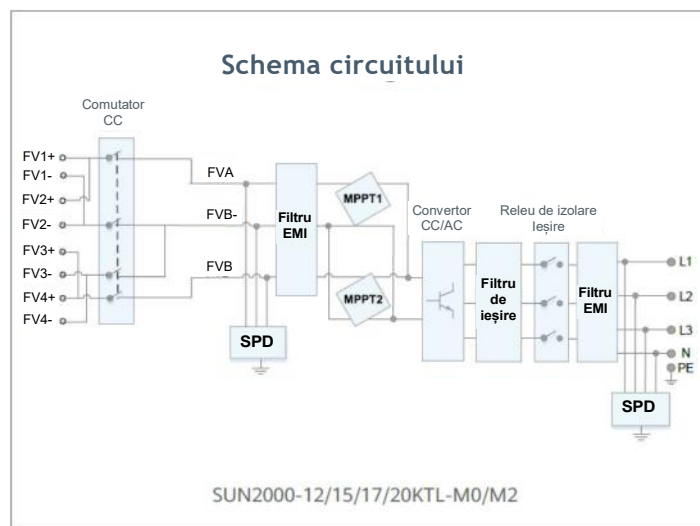 Schema circuitului
Comutator
CC
FV1+
FV1-
FV2+
FV2-
FV3+
FV3-
FV4+
FV4-
FVA
FVB-
FVB
SPD
Filtru
EMI
MPPT1
MPPT2
Convertor
CC/AC
Filtru
de
ieșire
Releu de izolare
Ieșire
Filtru
EMI
L1
L2
L3
N
PE
SPD
SUN2000-12/15/17/20KTL-M0/M2